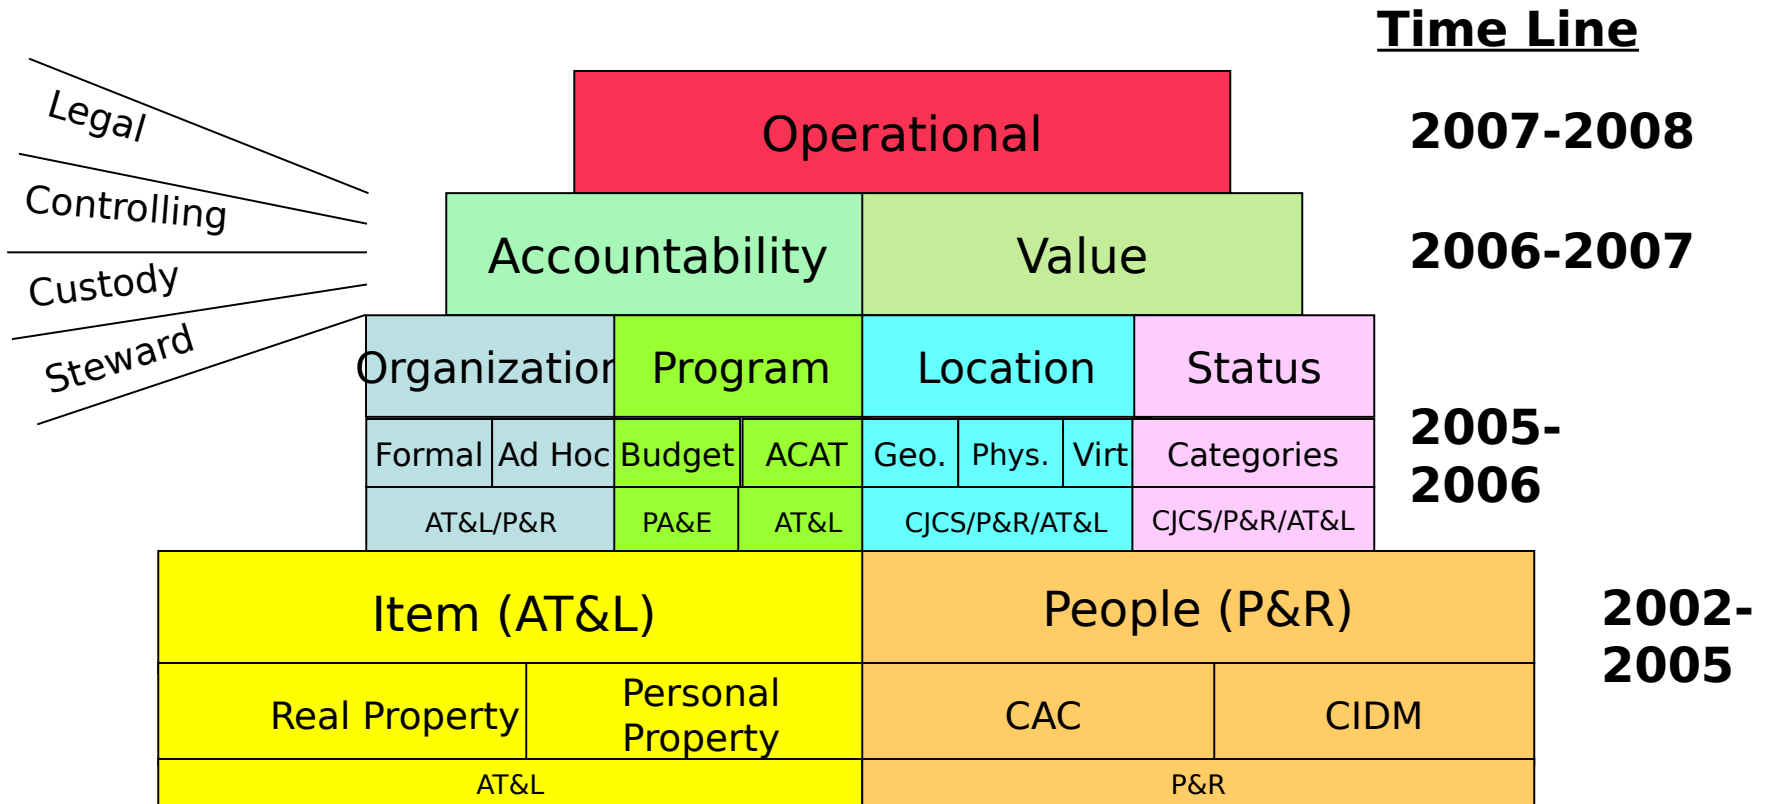 Time Line
Legal
Operational
2007-2008
Controlling
Accountability
Value
2006-2007
Custody
Steward
Organization
Program
Location
Status
2005-
2006
Formal
Ad Hoc
Budget
ACAT
Geo.
Phys.
Virt
Categories
AT&L/P&R
PA&E
AT&L
CJCS/P&R/AT&L
CJCS/P&R/AT&L
Item (AT&L)
People (P&R)
2002-
2005
Real Property
Personal
Property
CAC
CIDM
AT&L
P&R